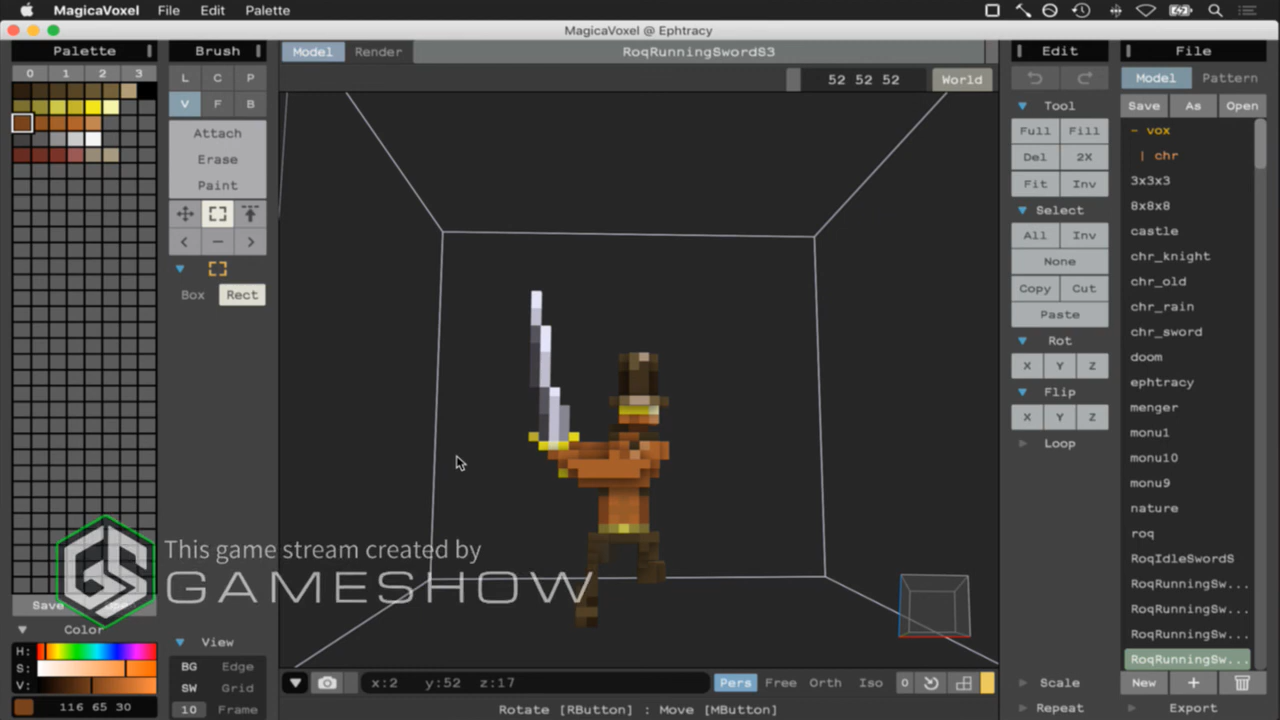 MagicaVoxel File Edit Palette
MagicaVoxel @ Ephtracy
Palette
0 1 2 3
Brush
L C P
V F B
Attach
Erase
Paint
< – >
Box Rect
Model Render RoqRunningSwordS3
52 52 52 World
Edit
Tool
Full Fill
Del 2X
Fit Inv
Select
All Inv
None
Copy Cut
Paste
Rot
X Y Z
Flip
X Y Z
Loop
Scale
Repeat
File
Model Pattern
Save As Open
- vox
| chr
3x3x3
8x8x8
castle
chr_knight
chr_old
chr_rain
chr_sword
doom
ephtracy
menger
monu1
monu10
monu9
nature
roq
RoqIdleSwordS
RoqRunningSw...
RoqRunningSw...
RoqRunningSw...
RoqRunningSw...
New +
Export
This game stream created by
GS GAMESHOW
Color
H:
S:
V:
116 65 30
View
BG Edge
SW Grid
10 Frame
x:2 y:52 z:17
Pers Free Orth Iso 0
Rotate [RButton] : Move [MButton]